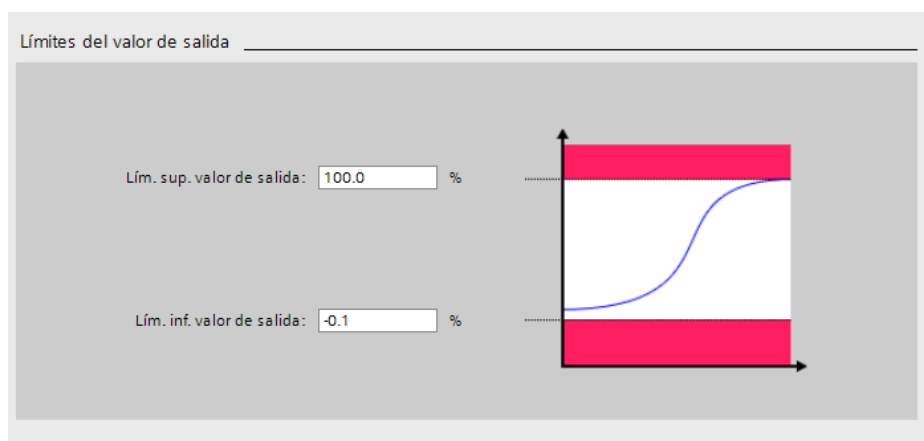 Límites del valor de salida
Lím. sup. valor de salida: 100.0 %
Lím. inf. valor de salida: -0.1 %